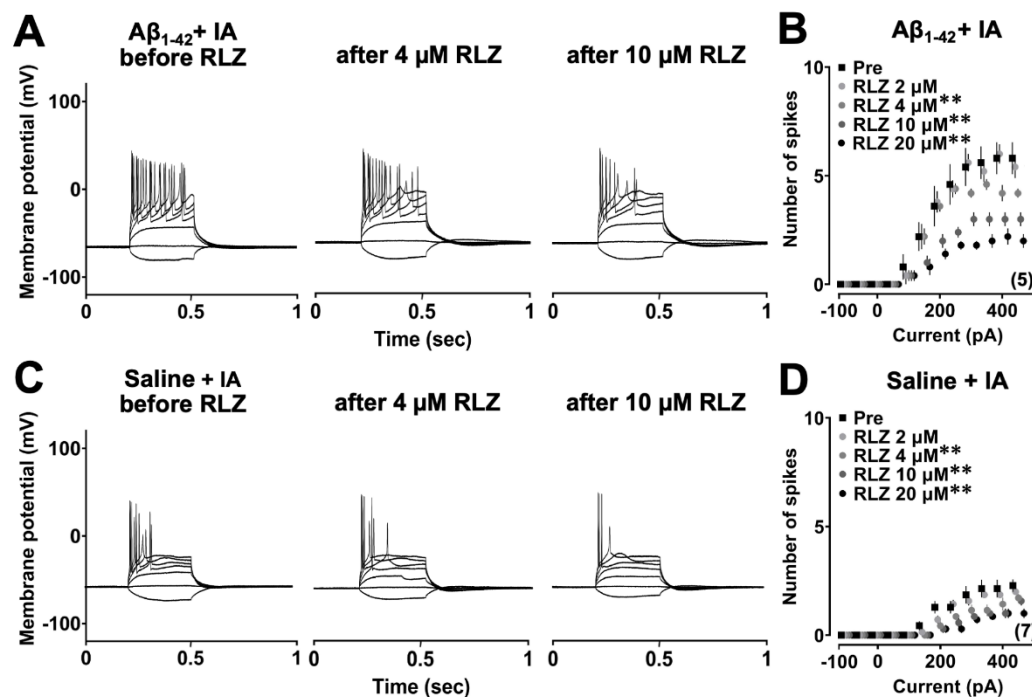 A
Aβ1-42+ IA
before RLZ
after 4 µM RLZ
after 10 µM RLZ
Membrane potential (mV)
100
0
-100
0
0.5
1
0
0.5
1
0
0.5
1
Time (sec)
B
Aβ1-42+ IA
Number of spikes
10
5
0
Pre
RLZ 2 µM
RLZ 4 µM**
RLZ 10 µM**
RLZ 20 µM**
(5)
-100
0
200
400
Current (pA)
C
Saline + IA
before RLZ
after 4 µM RLZ
after 10 µM RLZ
Membrane potential (mV)
100
0
-100
0
0.5
1
0
0.5
1
0
0.5
1
Time (sec)
D
Saline + IA
Number of spikes
10
5
0
Pre
RLZ 2 µM
RLZ 4 µM**
RLZ 10 µM**
RLZ 20 µM**
(7)
-100
0
200
400
Current (pA)